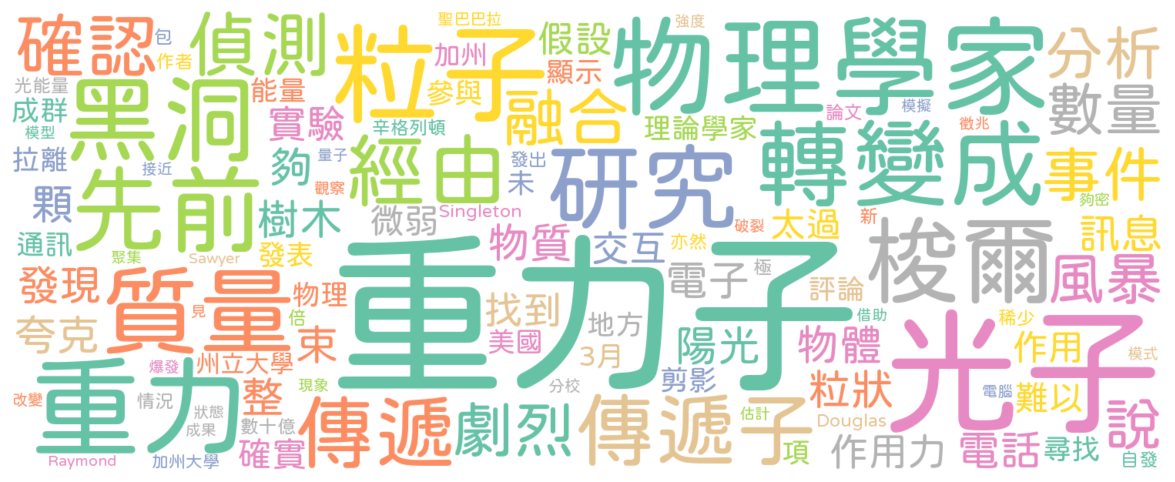 確認
包
偵測
作者
聖巴巴拉
粒子
加州
假設
強度
物理學家
分析
光能量
能量
參與
顯示
黑洞
成群
模型
實驗
辛格列頓
融合
理論學家
論文
模擬
徵兆
數量
拉離
接近
夠
量子
經由
發出
未
研究
轉變成
事件
先前
觀察
顆
樹木
微弱
Singleton
破裂
太過
新
夠密
通訊
聚集
Sawyer
發表
物質
交互
亦然
梭爾
訊息
發現
質量
物理
倍
見
重力子
電子
極
評論
風暴
夸克
找到
地方
美國
3月
陽光
物體
借助
光子
稀少
作用
模式
州立大學
束
爆發
重力
現象
分校
剪影
粒狀
電腦
難以
改變
情況
狀態
成果
整
數十億
傳遞
劇烈
傳遞子
估計
Douglas
說
Raymond
加州大學
確實
項
作用力
電話
尋找
自發